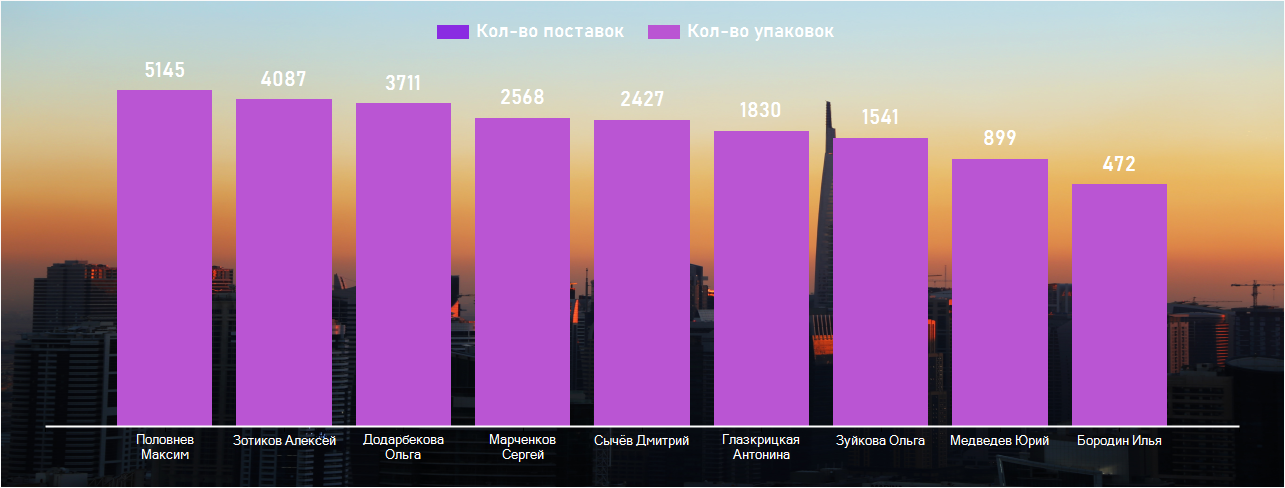 Кол-во поставок Кол-во упаковок
5145
4087
3711
2568
2427
1830
1541
899
472
Половнев
Максим
Зотиков Алексей
Додарбекова
Ольга
Марченков
Сергей
Сычёв Дмитрий
Глазкрицкая
Антонина
Зуйкова Ольга
Медведев Юрий
Бородин Илья